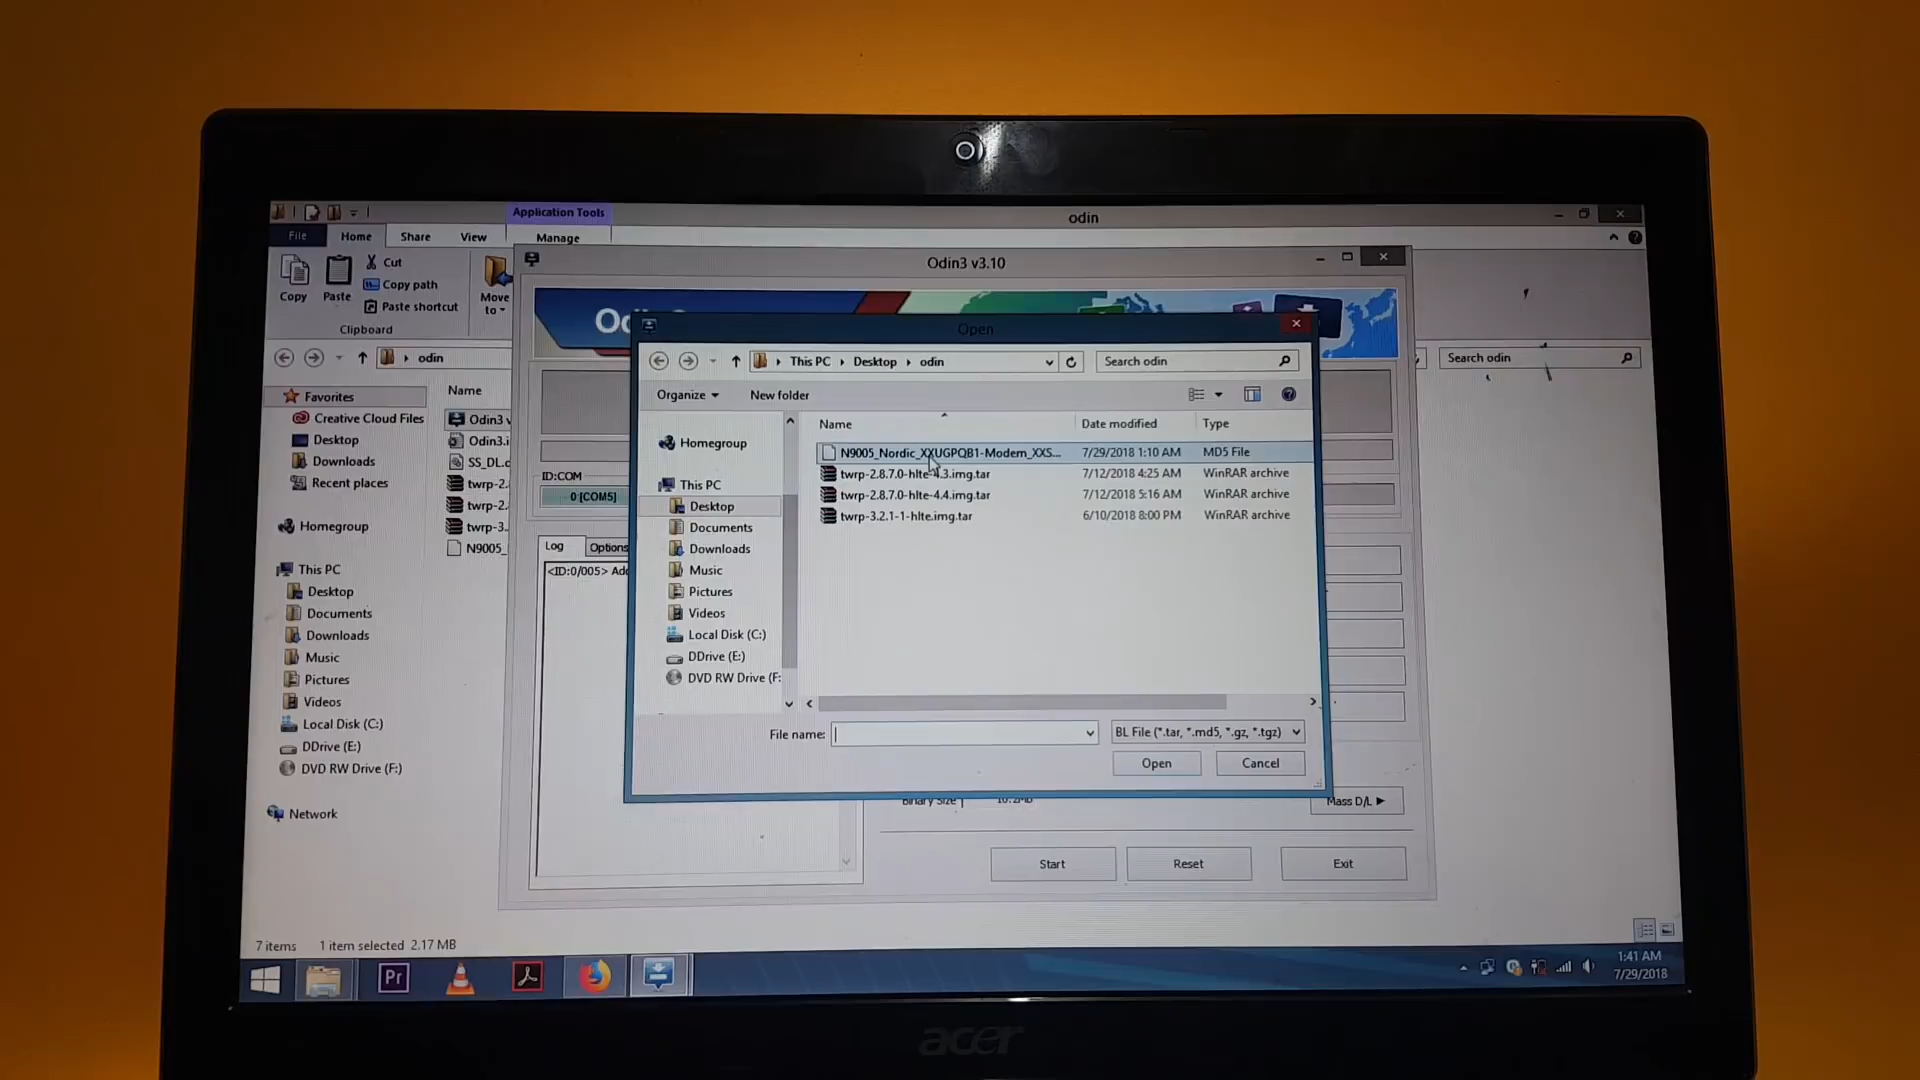 Application Tools
odin
File
Home
Share
View
Manage
Copy
Paste
Cut
Copy path
Paste shortcut
Move
to
Clipboard
odin
Search odin
Favorites
Creative Cloud Files
Desktop
Downloads
Recent places
Homegroup
This PC
Desktop
Documents
Downloads
Music
Pictures
Videos
Local Disk (C:)
DDrive (E:)
DVD RW Drive (F:)
Network
Name
Odin3 v
Odin3.i
SS_DL.d
twrp-2.
twrp-2.
twrp-3.
N9005_
Odin3 v3.10
ID:COM
0:[COM5]
Log
Options
<ID:0/005> Add
Open
This PC
Desktop
odin
Search odin
Organize
New folder
Homegroup
This PC
Desktop
Documents
Downloads
Music
Pictures
Videos
Local Disk (C:)
DDrive (E:)
DVD RW Drive (F:
Name Date modified Type
N9005_Nordic_XXUGPQB1-Modem_XXS... 7/29/2018 1:10 AM MD5 File
twrp-2.8.7.0-hlte-4.3.img.tar 7/12/2018 4:25 AM WinRAR archive
twrp-2.8.7.0-hlte-4.4.img.tar 7/12/2018 5:16 AM WinRAR archive
twrp-3.2.1-1-hlte.img.tar 6/10/2018 8:00 PM WinRAR archive
File name:
BL File (*.tar, *.md5, *.gz, *.tgz)
Open
Cancel
Binary Size
Mass D/L
Start
Reset
Exit
7 items 1 item selected 2.17 MB
Pr
1:41 AM
7/29/2018
acer